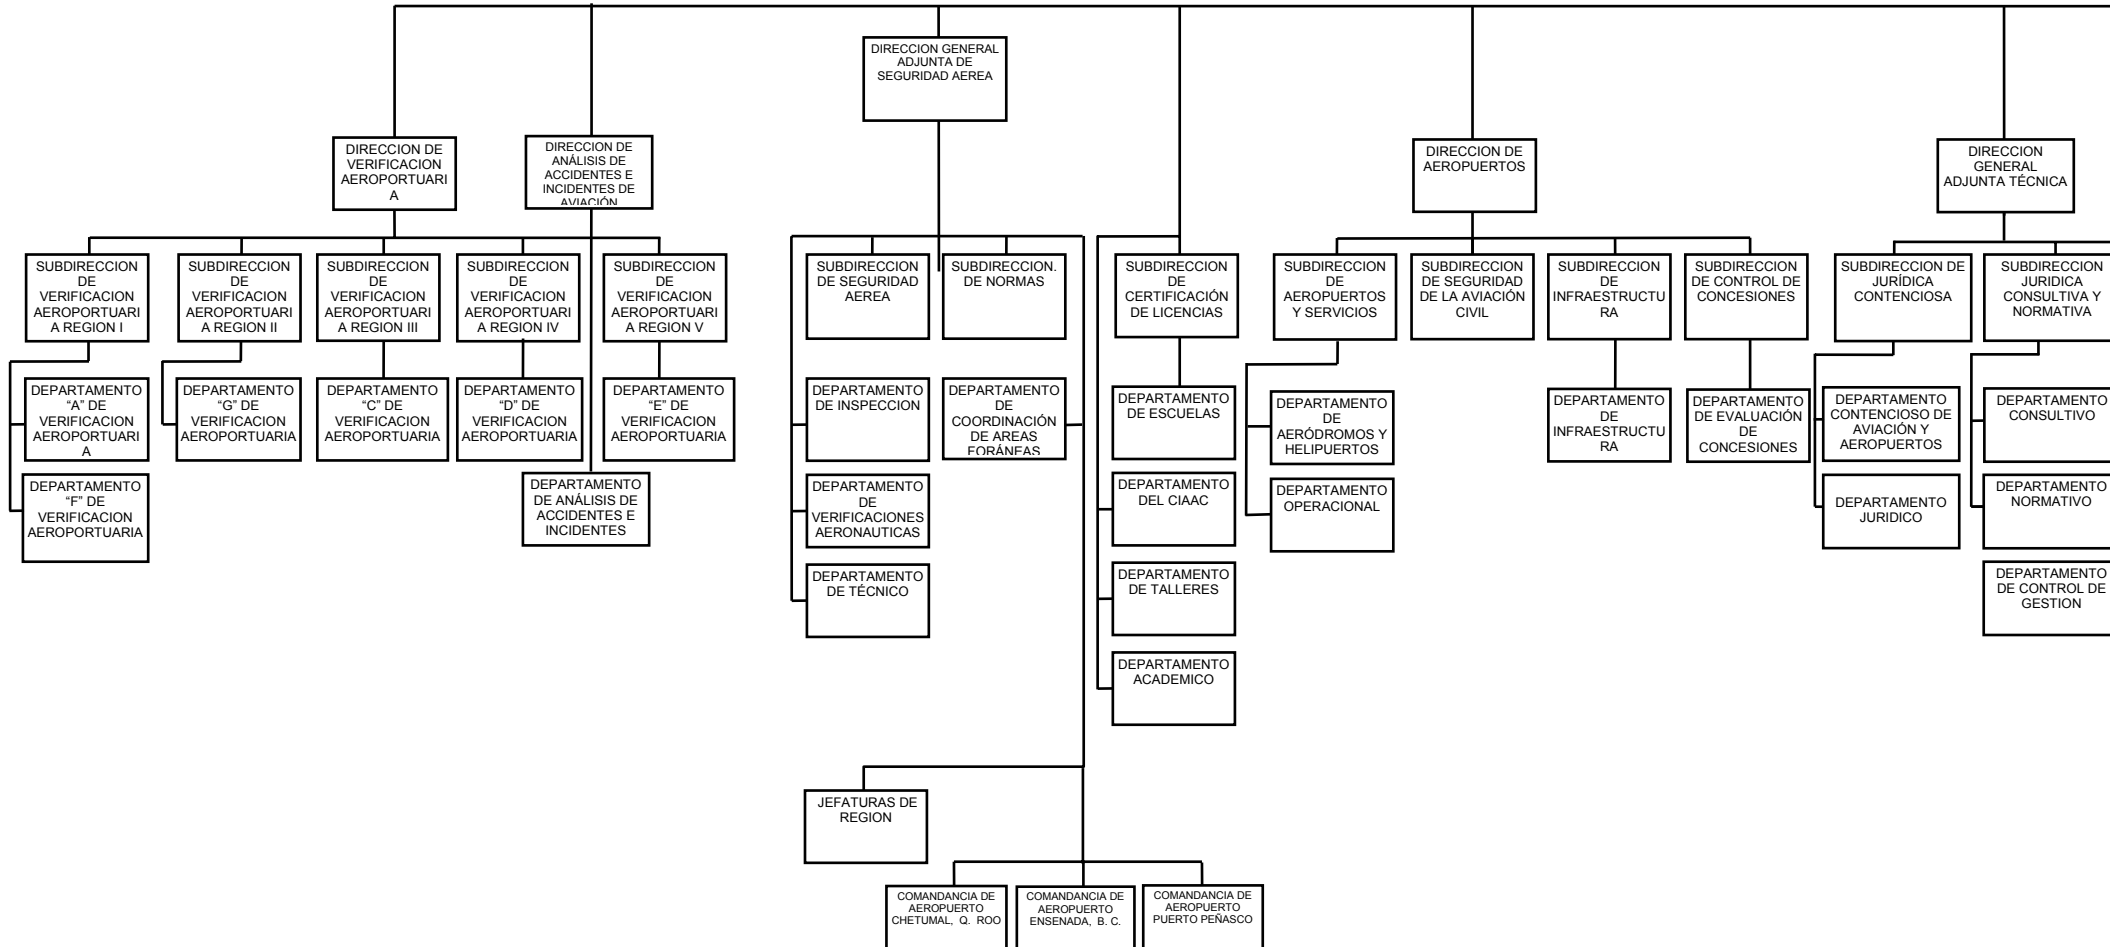 DIRECCION GENERAL
ADJUNTA DE
SEGURIDAD AEREA
DIRECCION DE
VERIFICACION
AEROPORTUARI
A
DIRECCION DE
ANÁLISIS DE
ACCIDENTES E
INCIDENTES DE
AVIACIÓN
DIRECCION DE
AEROPUERTOS
DIRECCION
GENERAL
ADJUNTA TÉCNICA
SUBDIRECCION
DE
VERIFICACION
AEROPORTUARI
A REGION I
SUBDIRECCION
DE
VERIFICACION
AEROPORTUARI
A REGION II
SUBDIRECCION
DE
VERIFICACION
AEROPORTUARI
A REGION III
SUBDIRECCION
DE
VERIFICACION
AEROPORTUARI
A REGION IV
SUBDIRECCION
DE
VERIFICACION
AEROPORTUARI
A REGION V
SUBDIRECCION
DE SEGURIDAD
AEREA
SUBDIRECCION.
DE NORMAS
SUBDIRECCION
DE
CERTIFICACIÓN
DE LICENCIAS
SUBDIRECCION
DE
AEROPUERTOS
Y SERVICIOS
SUBDIRECCION
DE SEGURIDAD
DE LA AVIACIÓN
CIVIL
SUBDIRECCION
DE
INFRAESTRUCTU
RA
SUBDIRECCION
DE CONTROL DE
CONCESIONES
SUBDIRECCION DE
JURÍDICA
CONTENCIOSA
SUBDIRECCION
JURIDICA
CONSULTIVA Y
NORMATIVA
DEPARTAMENTO
“A” DE
VERIFICACION
AEROPORTUARI
A
DEPARTAMENTO
“G” DE
VERIFICACION
AEROPORTUARIA
DEPARTAMENTO
“C” DE
VERIFICACION
AEROPORTUARIA
DEPARTAMENTO
“D” DE
VERIFICACION
AEROPORTUARIA
DEPARTAMENTO
“E” DE
VERIFICACION
AEROPORTUARIA
DEPARTAMENTO
DE INSPECCION
DEPARTAMENTO
DE
COORDINACIÓN
DE AREAS
FORÁNEAS
DEPARTAMENTO
DE ESCUELAS
DEPARTAMENTO
DE
AERÓDROMOS Y
HELIPUERTOS
DEPARTAMENTO
DE
INFRAESTRUCTU
RA
DEPARTAMENTO
DE EVALUACIÓN
DE
CONCESIONES
DEPARTAMENTO
CONTENCIOSO DE
AVIACIÓN Y
AEROPUERTOS
DEPARTAMENTO
CONSULTIVO
DEPARTAMENTO
“F” DE
VERIFICACION
AEROPORTUARIA
DEPARTAMENTO
DE ANÁLISIS DE
ACCIDENTES E
INCIDENTES
DEPARTAMENTO
DE
VERIFICACIONES
AERONAUTICAS
DEPARTAMENTO
DEL CIAAC
DEPARTAMENTO
OPERACIONAL
DEPARTAMENTO
JURIDICO
DEPARTAMENTO
NORMATIVO
DEPARTAMENTO
DE TÉCNICO
DEPARTAMENTO
DE TALLERES
DEPARTAMENTO
DE CONTROL DE
GESTION
DEPARTAMENTO
ACADEMICO
JEFATURAS DE
REGION
COMANDANCIA DE
AEROPUERTO
CHETUMAL, Q. ROO
COMANDANCIA DE
AEROPUERTO
ENSENADA, B. C.
COMANDANCIA DE
AEROPUERTO
PUERTO PEÑASCO